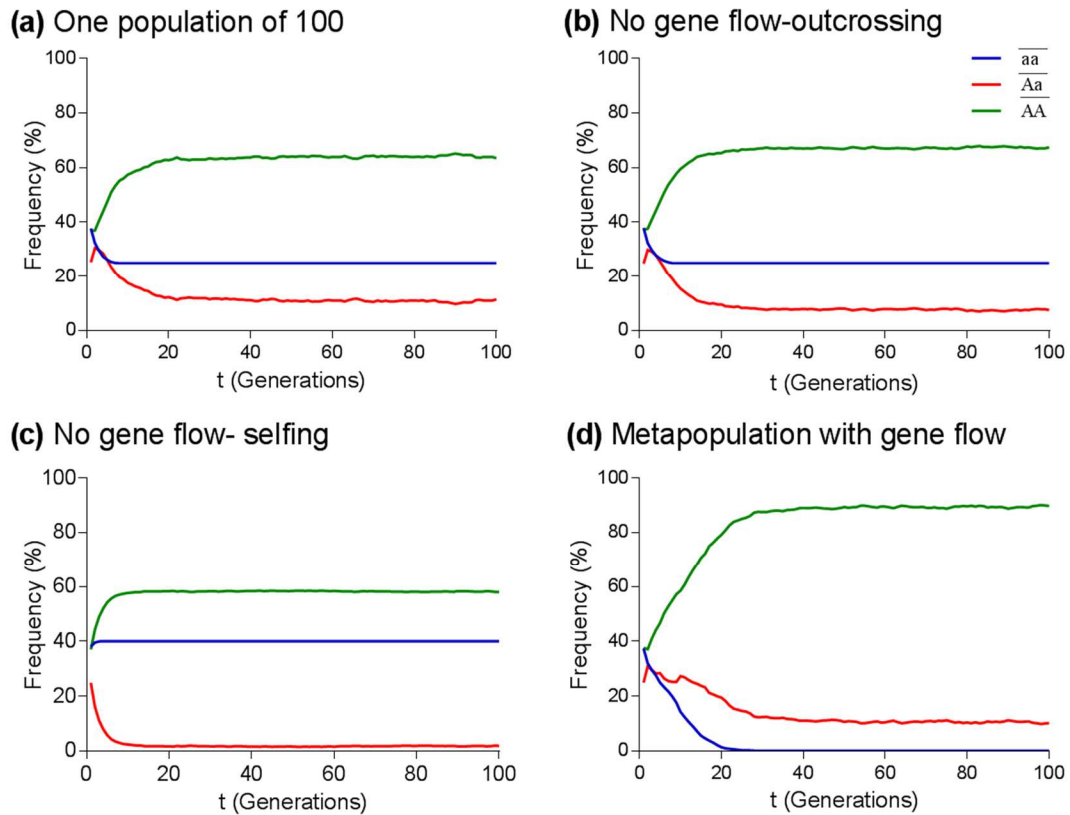 (a) One population of 100
100
80
60
40
20
0
Frequency (%)
0 20 40 60 80 100
t (Generations)
(b) No gene flow-outcrossing
100
80
60
40
20
0
Frequency (%)
aa
Aa
AA
0 20 40 60 80 100
t (Generations)
(c) No gene flow- selfing
100
80
60
40
20
0
Frequency (%)
0 20 40 60 80 100
t (Generations)
(d) Metapopulation with gene flow
100
80
60
40
20
0
Frequency (%)
0 20 40 60 80 100
t (Generations)